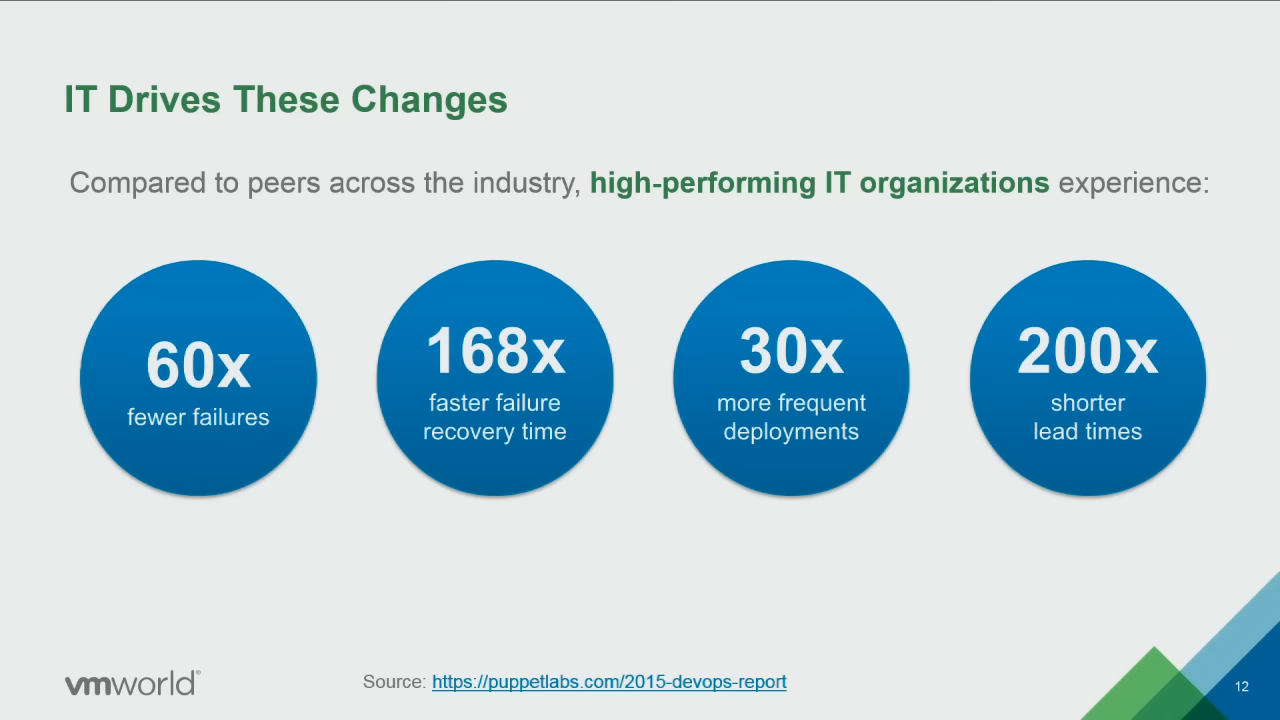 IT Drives These Changes
Compared to peers across the industry, high-performing IT organizations experience:
60x
fewer failures
168x
faster failure
recovery time
30x
more frequent
deployments
200x
shorter
lead times
vmworld®
Source: https://puppetlabs.com/2015-devops-report
12